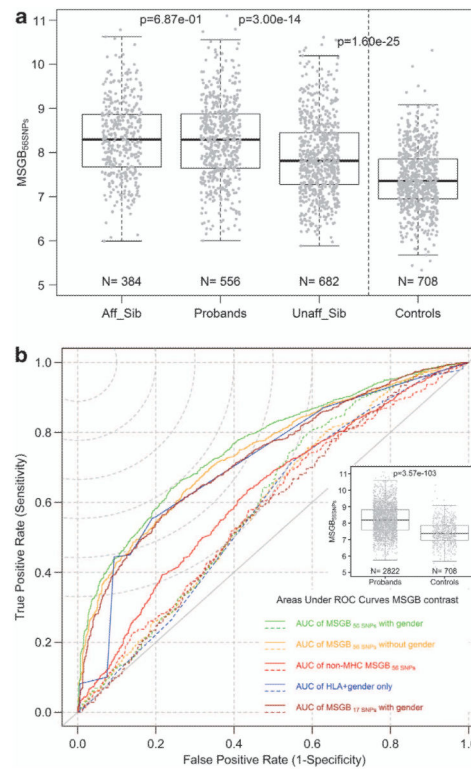 a
p=6.87e-01 p=3.00e-14
p=1.60e-25
11
10
9
8
7
6
5
MSGB56SNPs
N= 384 N= 556 N= 682 N= 708
Aff_Sib Probands Unaff_Sib Controls
b
1.0
0.8
0.6
0.4
0.2
0.0
True Positive Rate (Sensitivity)
p=3.57e-103
11
10
9
8
7
6
5
N= 2822 N= 708
Probands Controls
Areas Under ROC Curves MSGB contrast
AUC of MSGB with gender
AUC of MSGB without gender
AUC of non-MHC MSGB 56 SNPs
AUC of HLA+gender only
AUC of MSGB 17 SNPs with gender
0.0 0.2 0.4 0.6 0.8 1.0
False Positive Rate (1-Specificity)